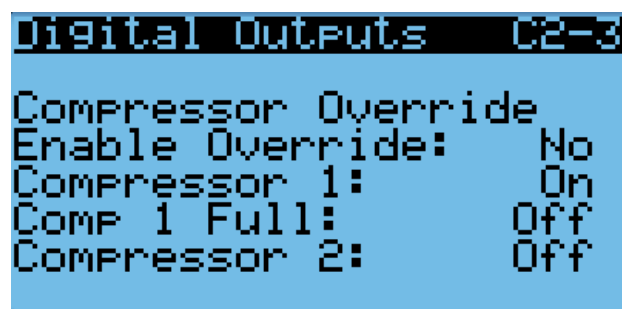 Digital Outputs C2-3
Compressor Override
Enable Override: No
Compressor 1: On
Comp 1 Full: Off
Compressor 2: Off